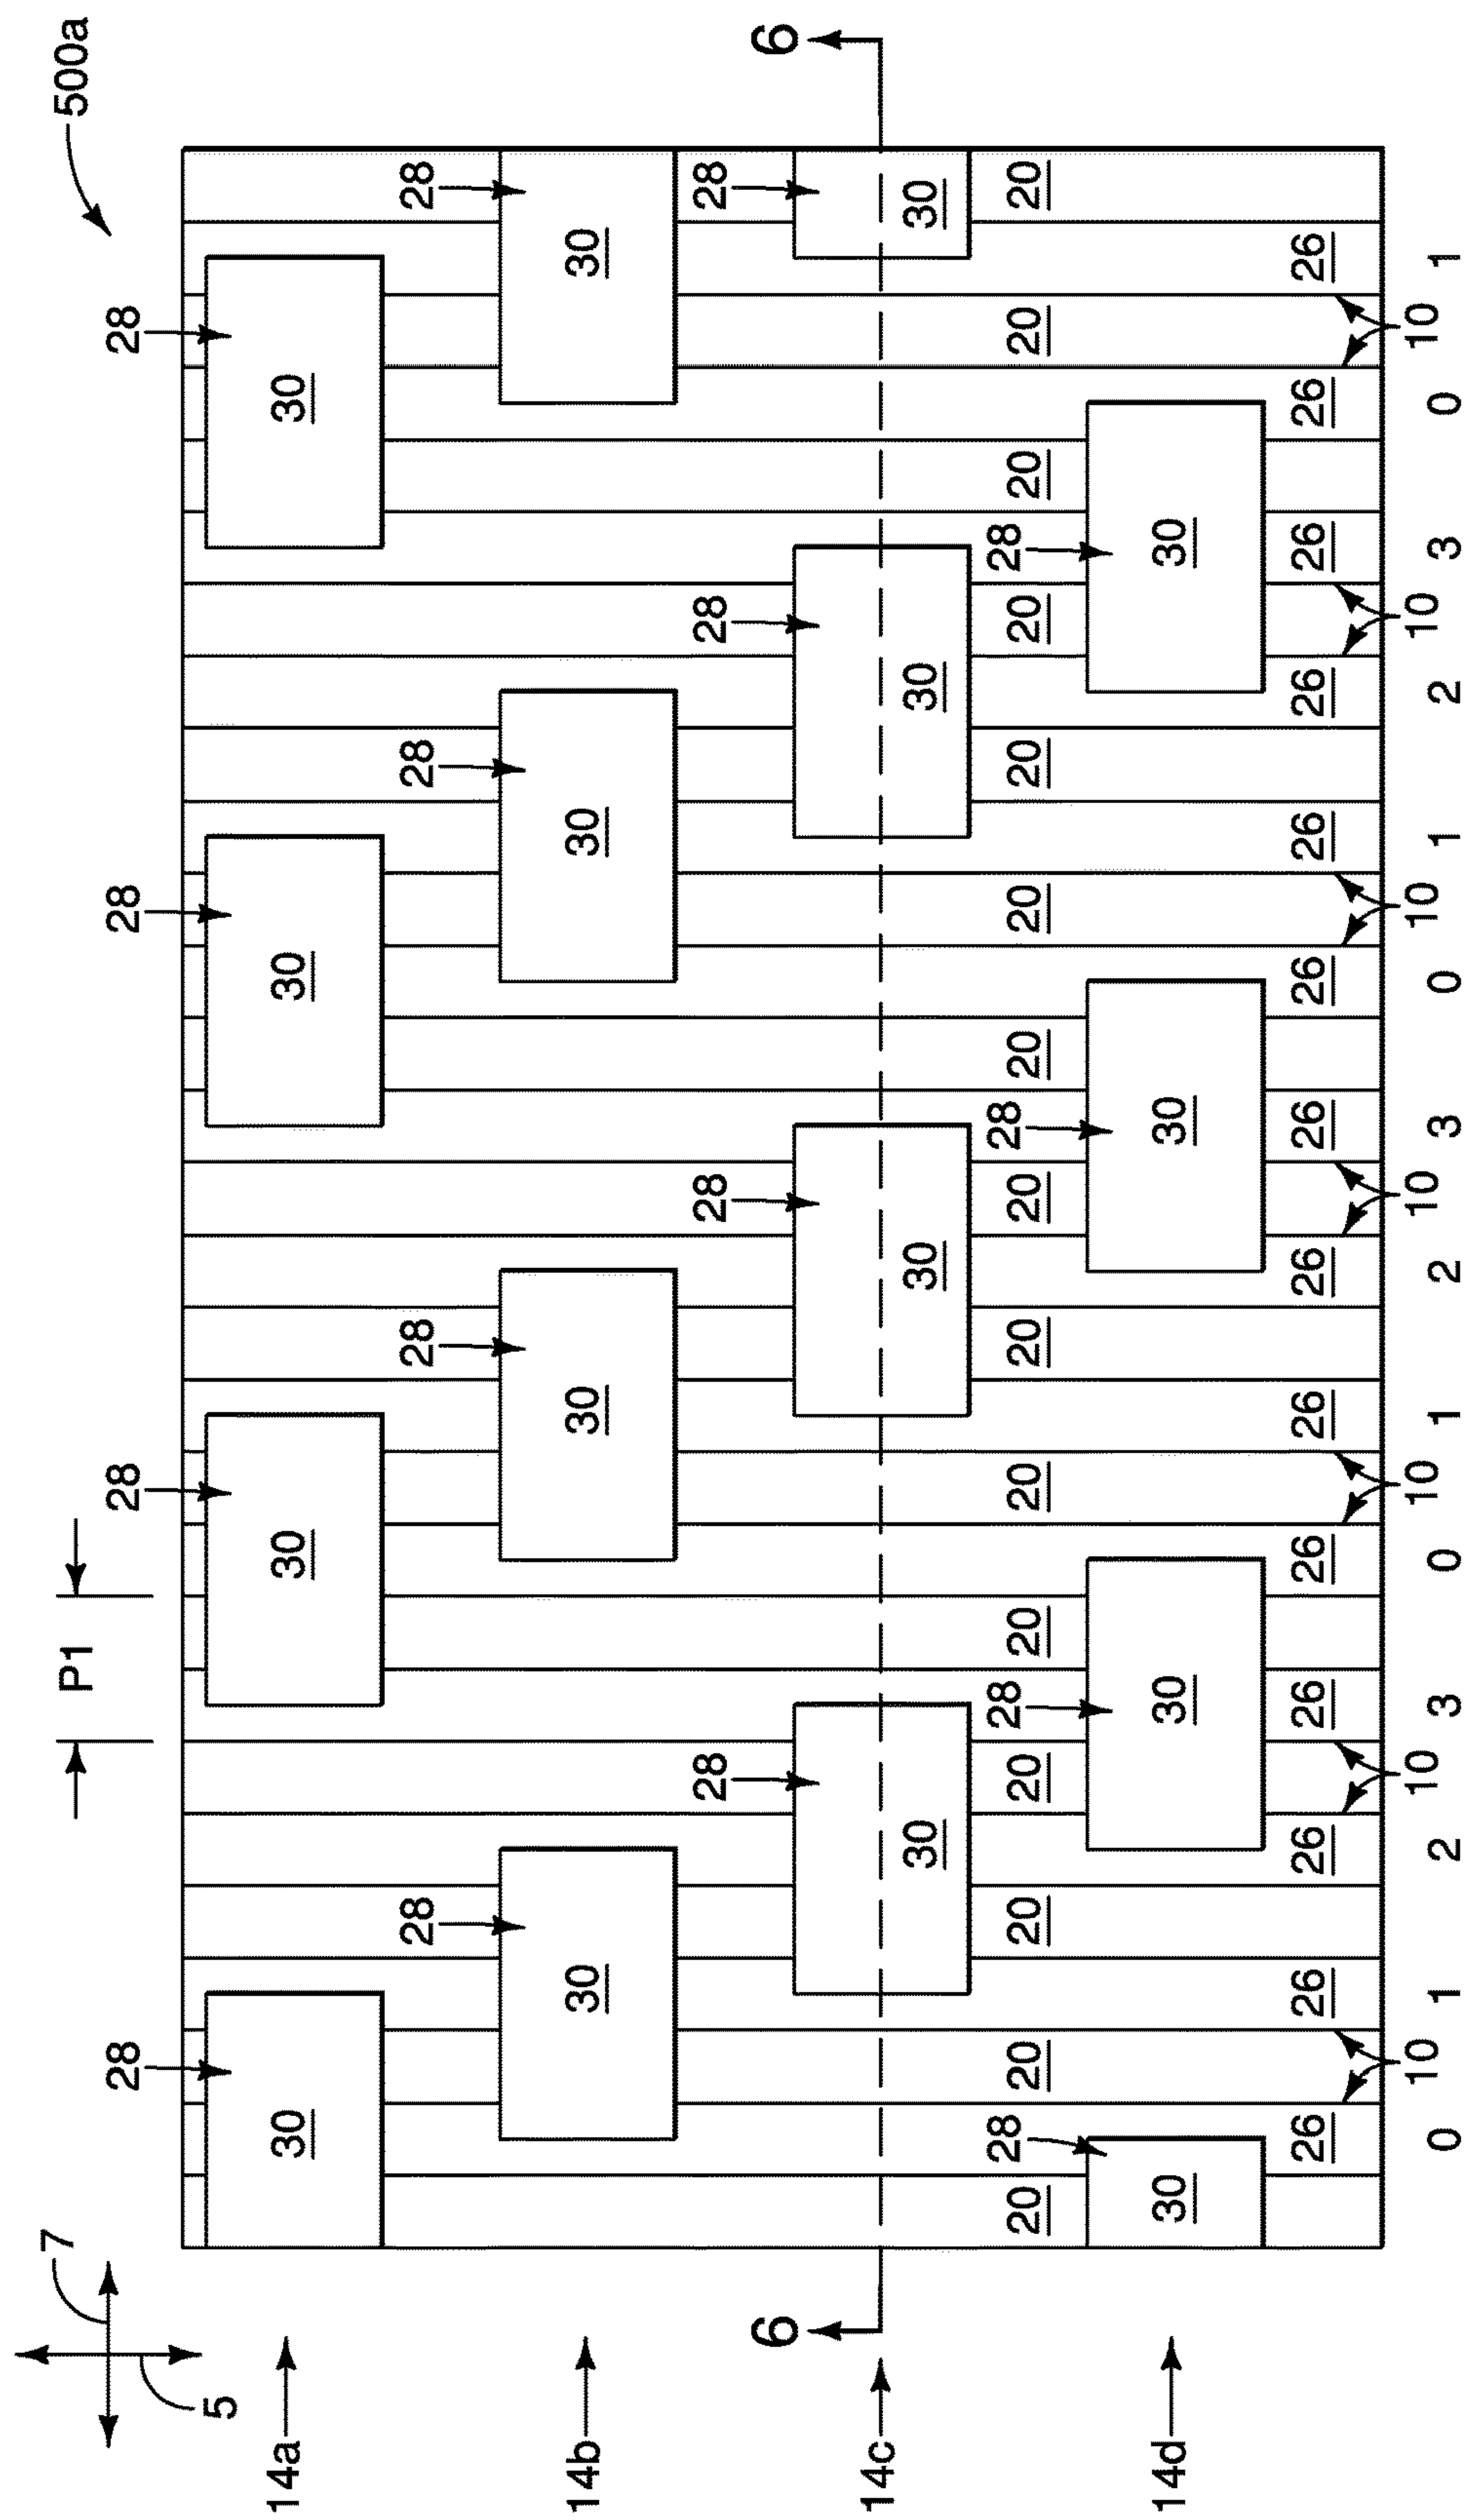 7 P1 500a
28 28 28 28
5
14a 30 30 30 30
28 28 28 28
14b 30 30 30 30
28 28 28 28
6 6
14c 30 30 30 30
28 28 28 28
20 20 20 20 20 20 20 20 20 20 20 20 20 20 20
14d 30 30 30 30
26 26 26 26 26 26 26 26 26 26 26 26 26 26
10 10 10 10 10 10 10
0 1 2 3 0 1 2 3 0 1 2 3 0 1